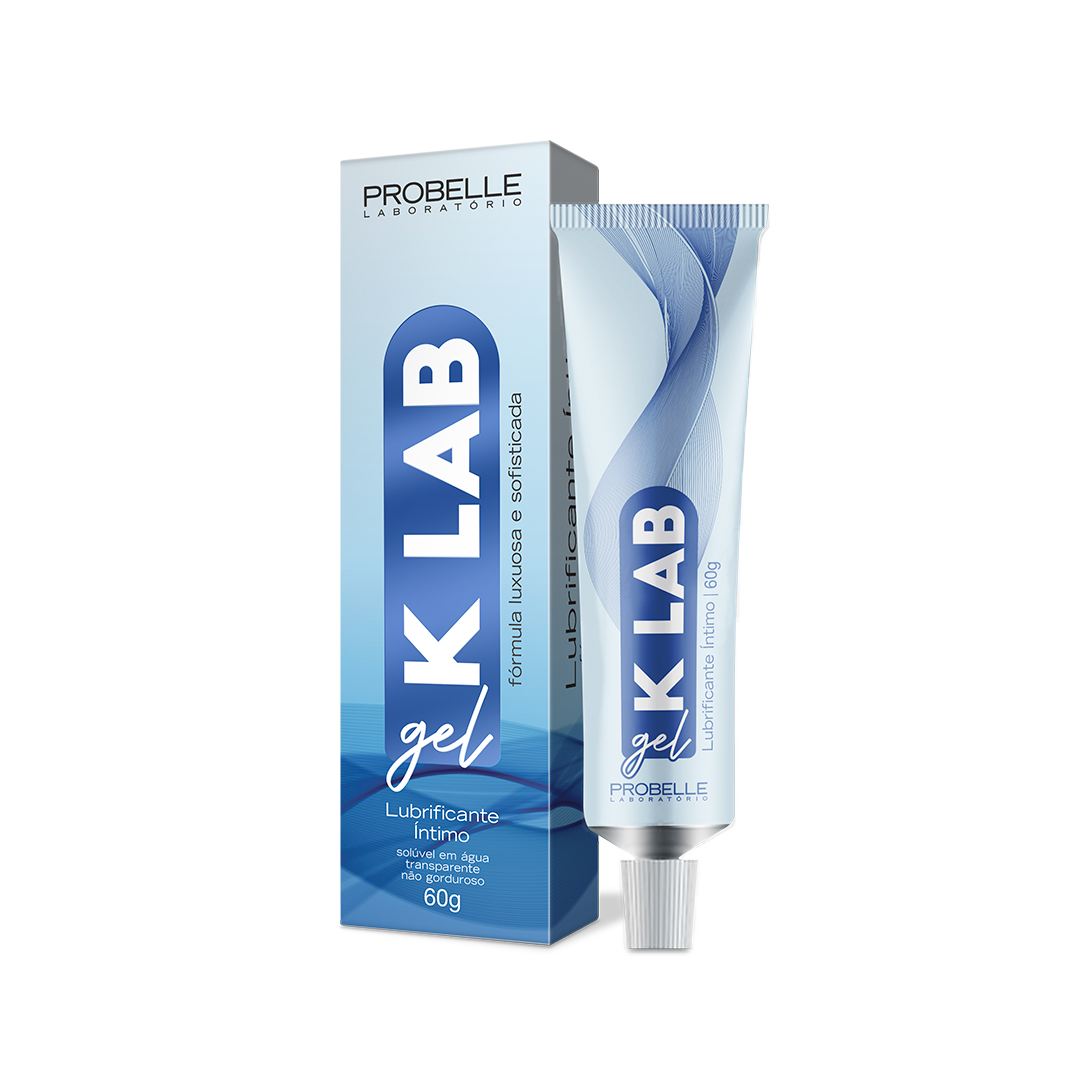 PROBELLE
LABORATÓRIO
K LAB
gel
fórmula luxuosa e sofisticada
Lubrificante
Íntimo
solúvel em água
transparente
não gorduroso
60g
Lubrificante
K LAB
gel
Lubrificante Íntimo | 60g
PROBELLE
LABORATÓRIO